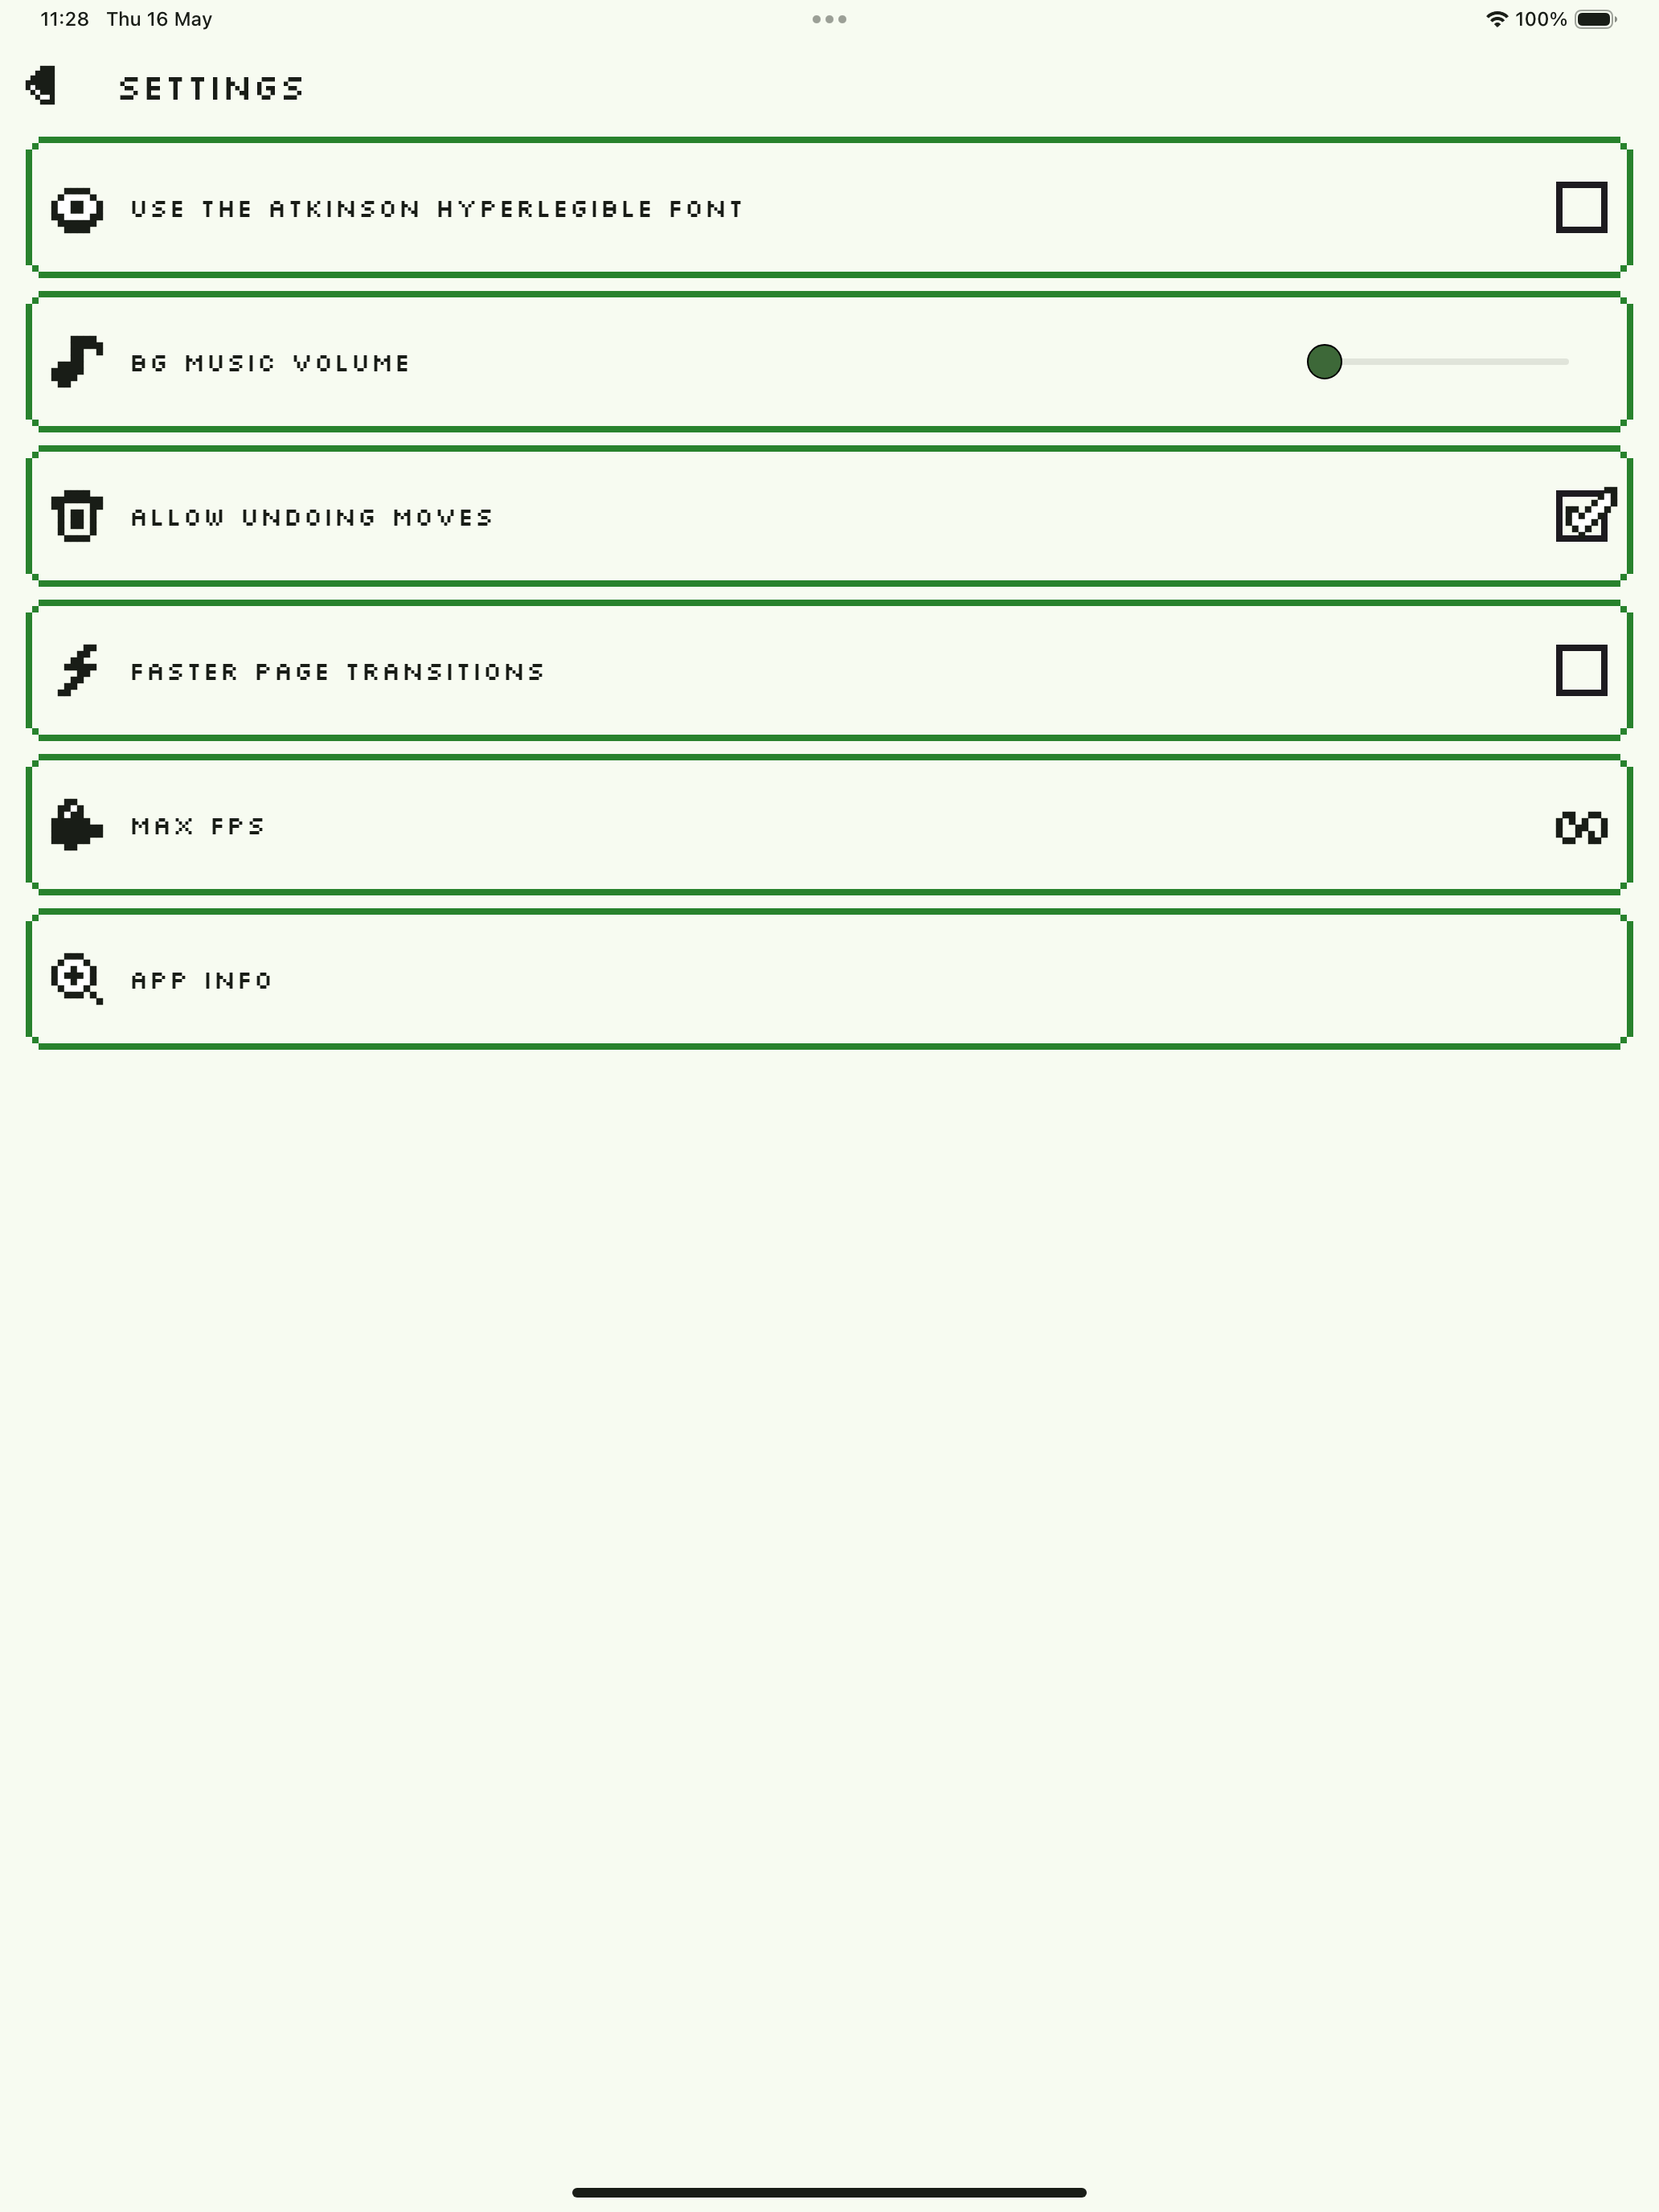 11:28 Thu 16 May
100%
SETTINGS
USE THE ATKINSON HYPERLEGIBLE FONT
BG MUSIC VOLUME
ALLOW UNDOING MOVES
FASTER PAGE TRANSITIONS
MAX FPS
∞
APP INFO